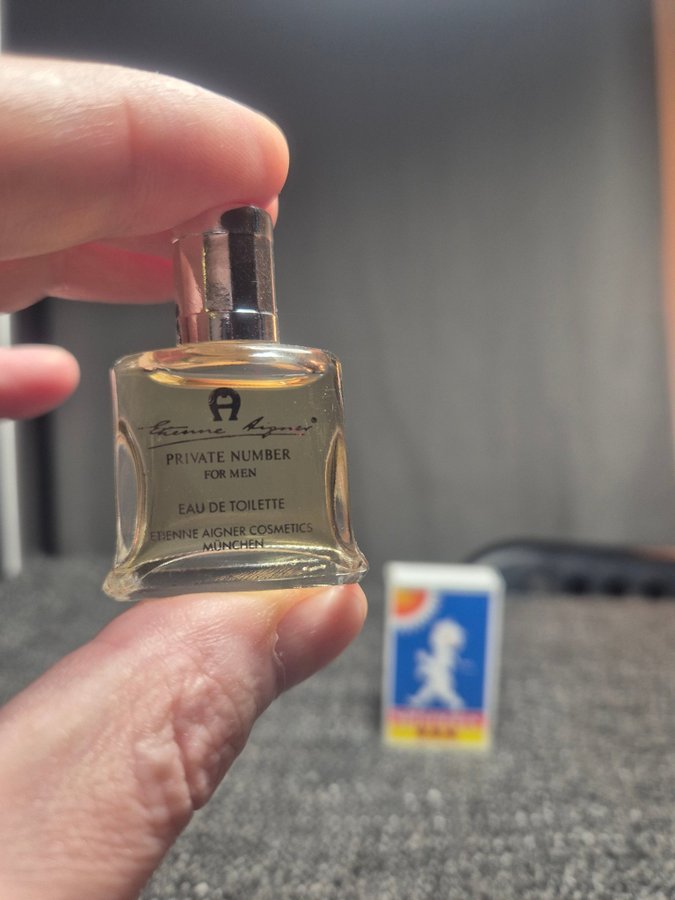 "Etienne Aigner®
PRIVATE NUMBER
FOR MEN
EAU DE TOILETTE
ETIENNE AIGNER COSMETICS
MÜNCHEN